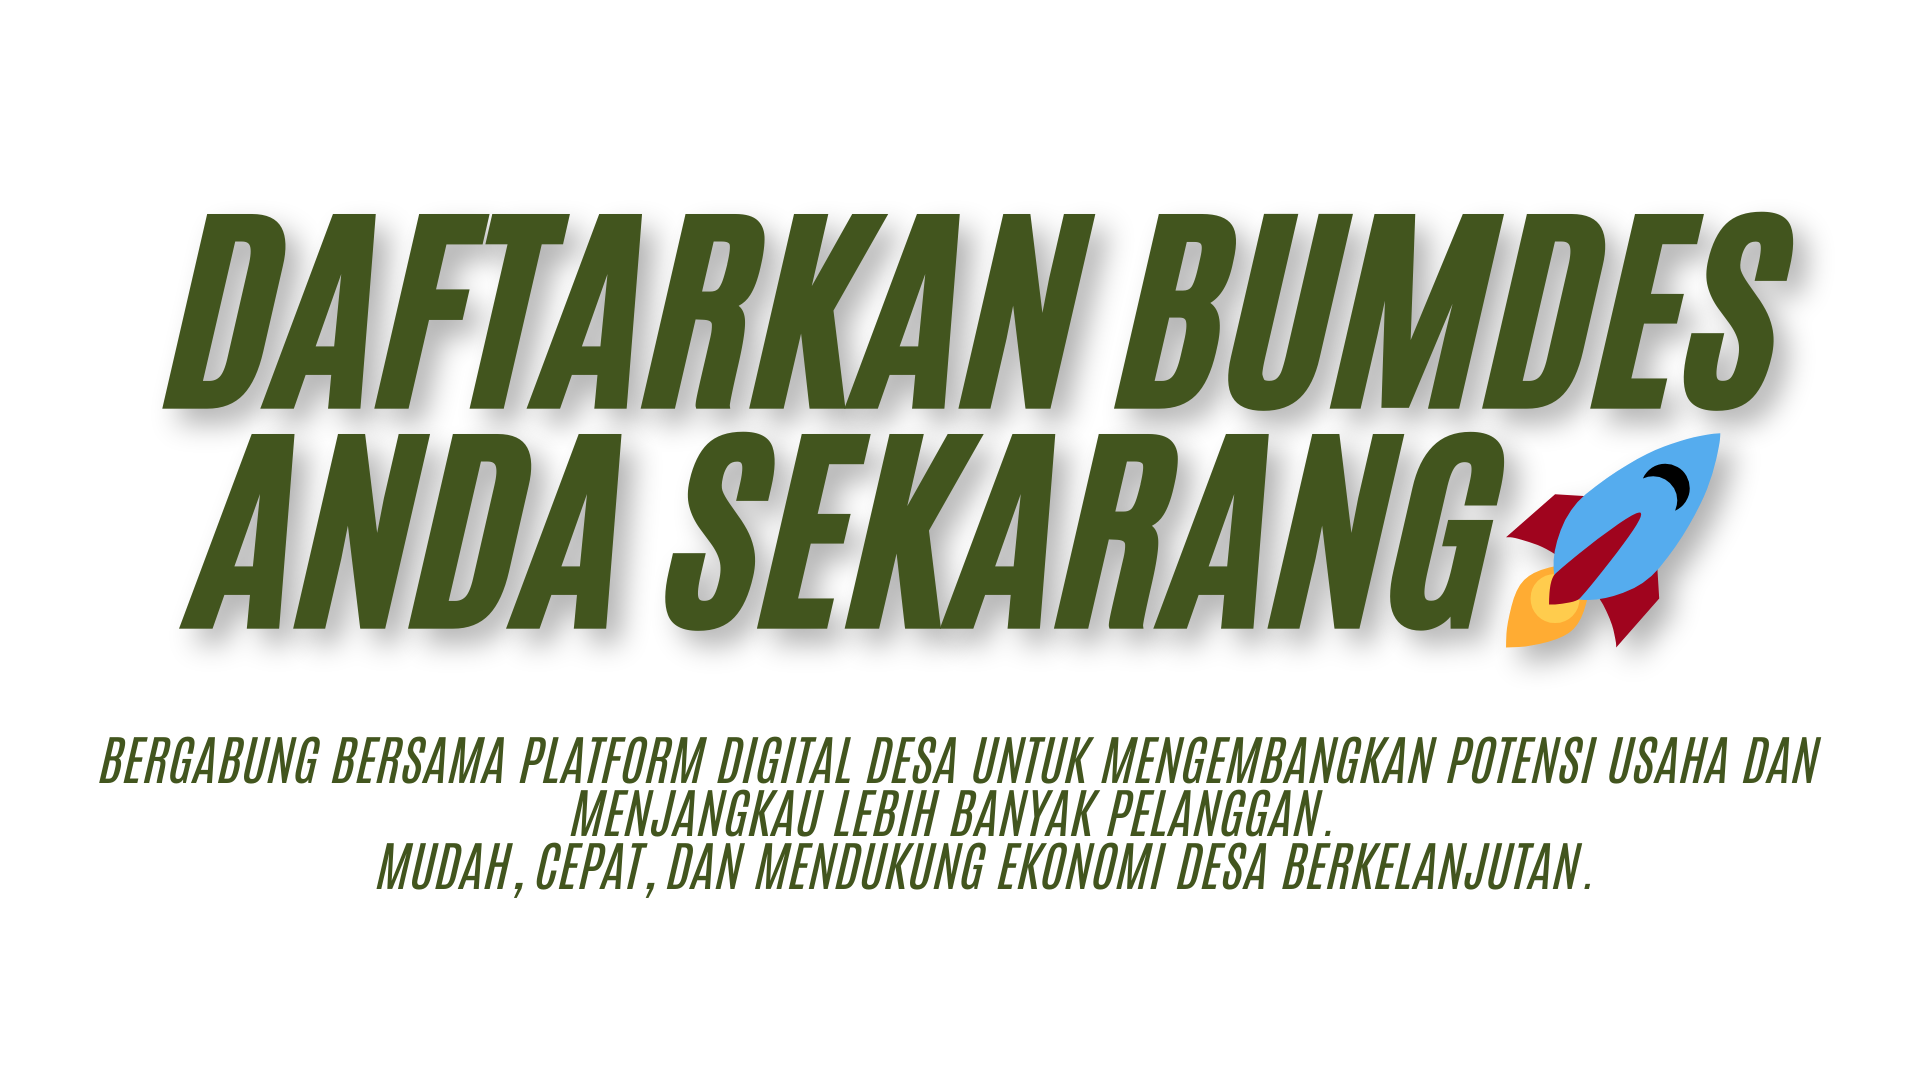 DAFTARKAN BUMDES
ANDA SEKARANG🚀
BERGABUNG BERSAMA PLATFORM DIGITAL DESA UNTUK MENGEMBANGKAN POTENSI USAHA DAN
MENJANGKAU LEBIH BANYAK PELANGGAN.
MUDAH, CEPAT, DAN MENDUKUNG EKONOMI DESA BERKELANJUTAN.